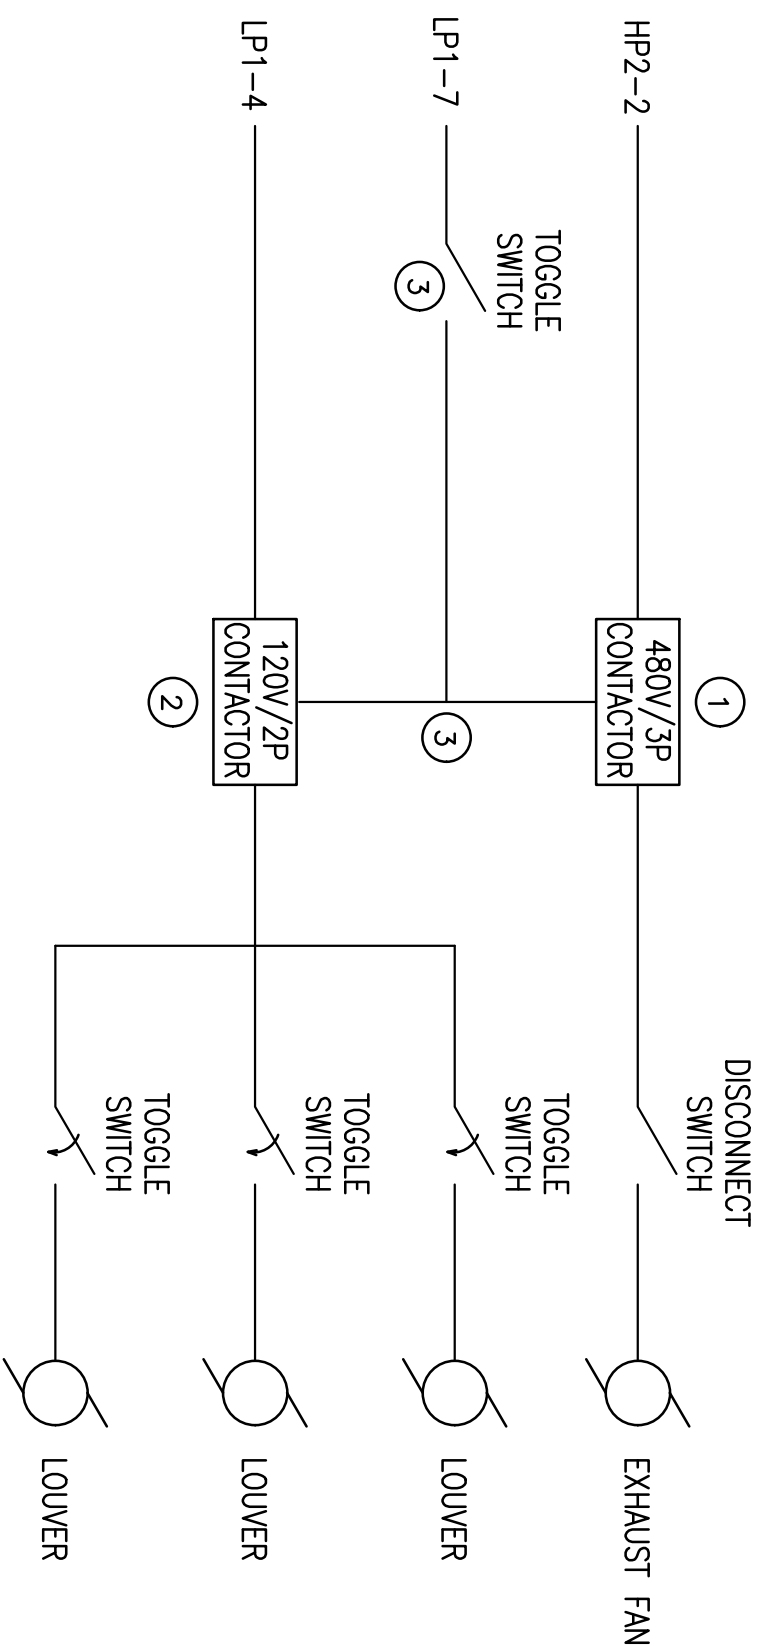 HP2-2
480V/3P
CONTACTOR
1
DISCONNECT
SWITCH
EXHAUST FAN
LP1-7
TOGGLE
SWITCH
3
3
TOGGLE
SWITCH
LOUVER
LP1-4
120V/2P
CONTACTOR
2
TOGGLE
SWITCH
LOUVER
TOGGLE
SWITCH
LOUVER